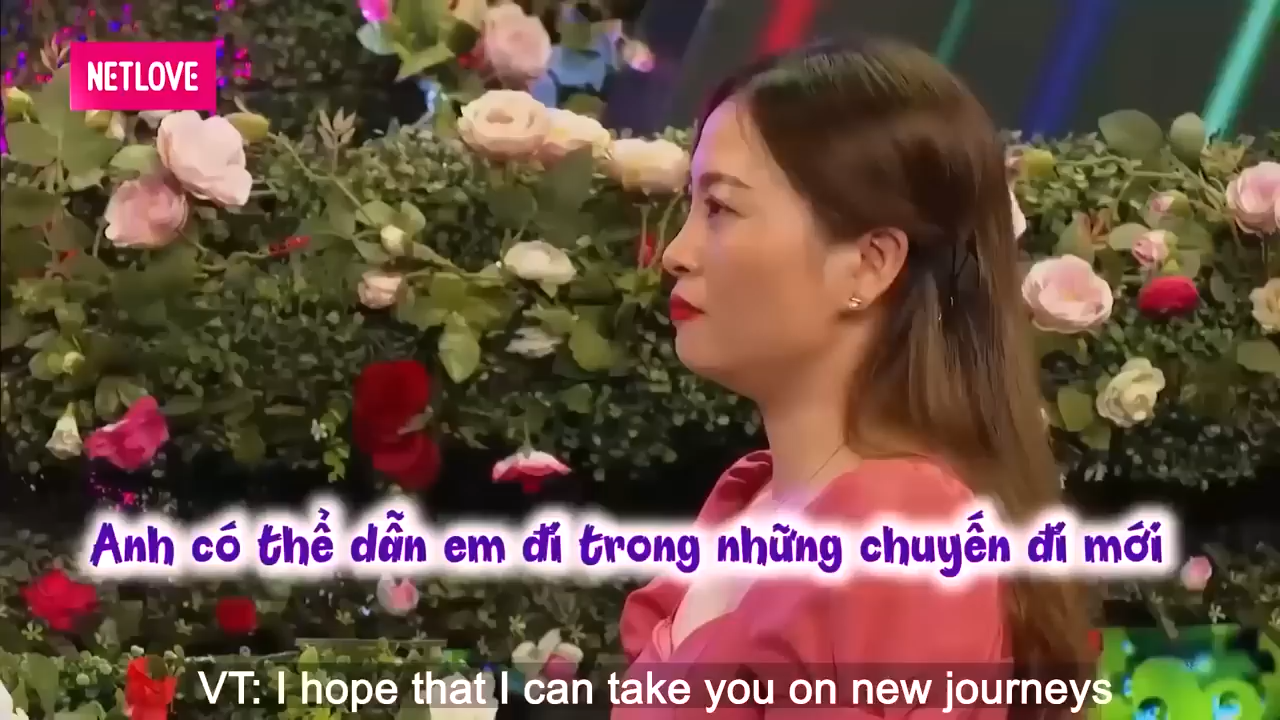 NETLOVE
Anh có thể dẫn em đi trong những chuyến đi mới
VT: I hope that I can take you on new journeys